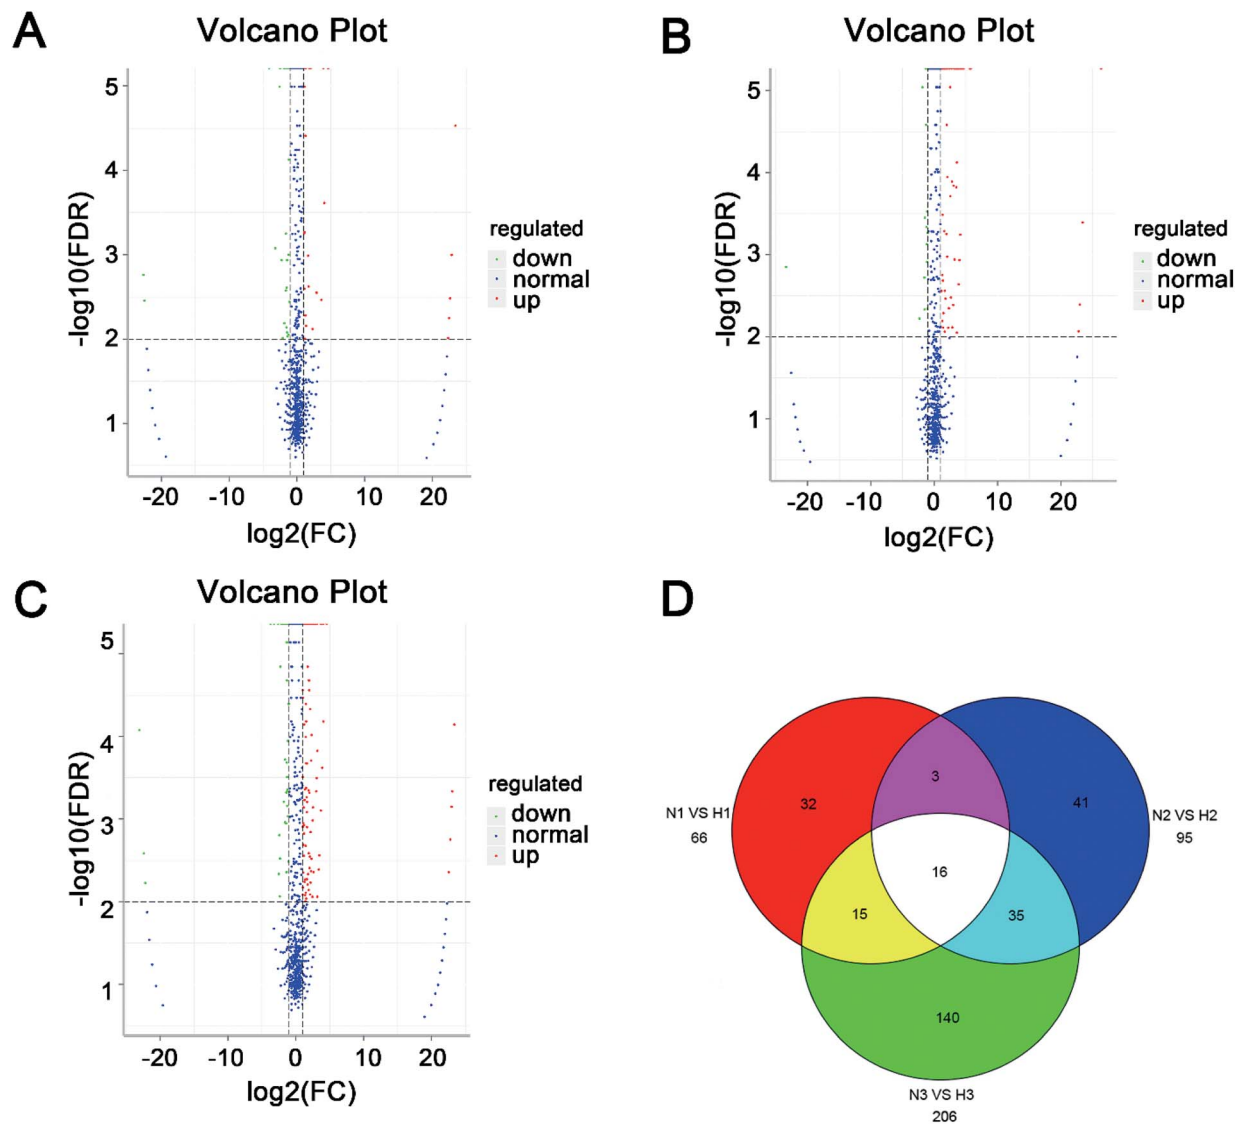 A
Volcano Plot
5
4
3
2
1
-log10(FDR)
-20 -10 0 10 20
log2(FC)
regulated
down
normal
up
B
Volcano Plot
5
4
3
2
1
-log10(FDR)
-20 -10 0 10 20
log2(FC)
regulated
down
normal
up
C
Volcano Plot
5
4
3
2
1
-log10(FDR)
-20 -10 0 10 20
log2(FC)
regulated
down
normal
up
D
3
32
41
N1 VS H1
66
N2 VS H2
95
16
15
35
140
N3 VS H3
206